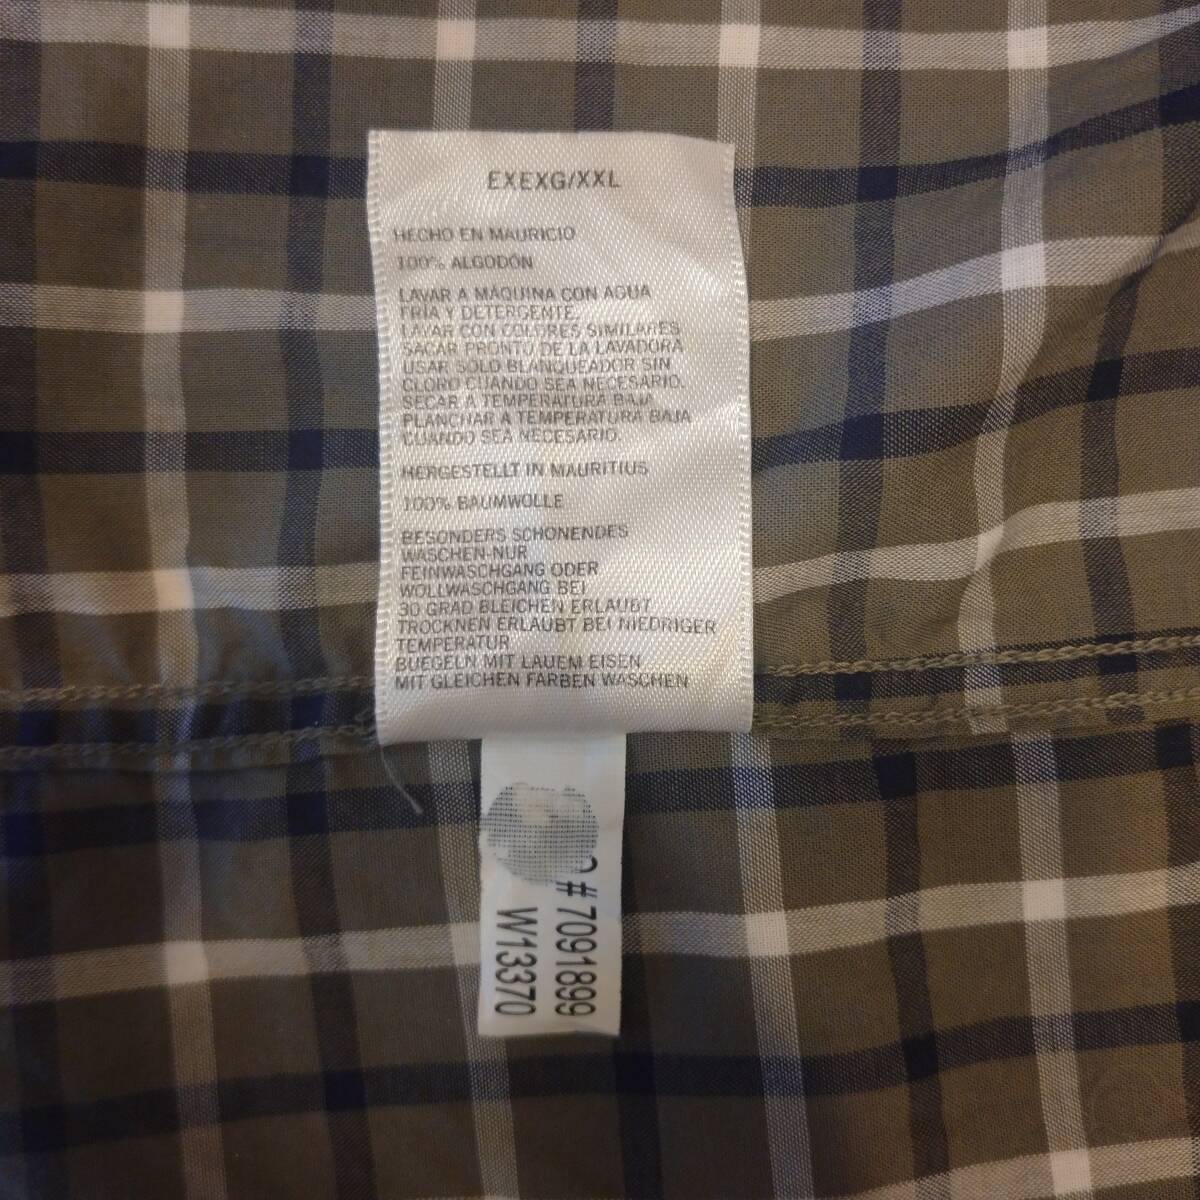 EXEXG/XXL
HECHO EN MAURICIO
100% ALGODÓN
LAVAR A MÁQUINA CON AGUA
FRÍA Y DETERGENTE.
LAVAR CON COLORES SIMILARES
SACAR PRONTO DE LA LAVADORA
USAR SOLO BLANQUEADOR SIN
CLORO CUANDO SEA NECESARIO.
SECAR A TEMPERATURA BAJA
PLANCHAR A TEMPERATURA BAJA
CUANDO SEA NECESARIO.
HERGESTELLT IN MAURITIUS
100% BAUMWOLLE
BESONDERS SCHONENDES
WASCHEN-NUR
FEINWASCHGANG ODER
WOLLWASCHGANG BEI
30 GRAD BLEICHEN ERLAUBT
TROCKNEN ERLAUBT BEI NIEDRIGER
TEMPERATUR
BUEGELN MIT LAUEM EISEN
MIT GLEICHEN FARBEN WASCHEN
#7091899
W13370